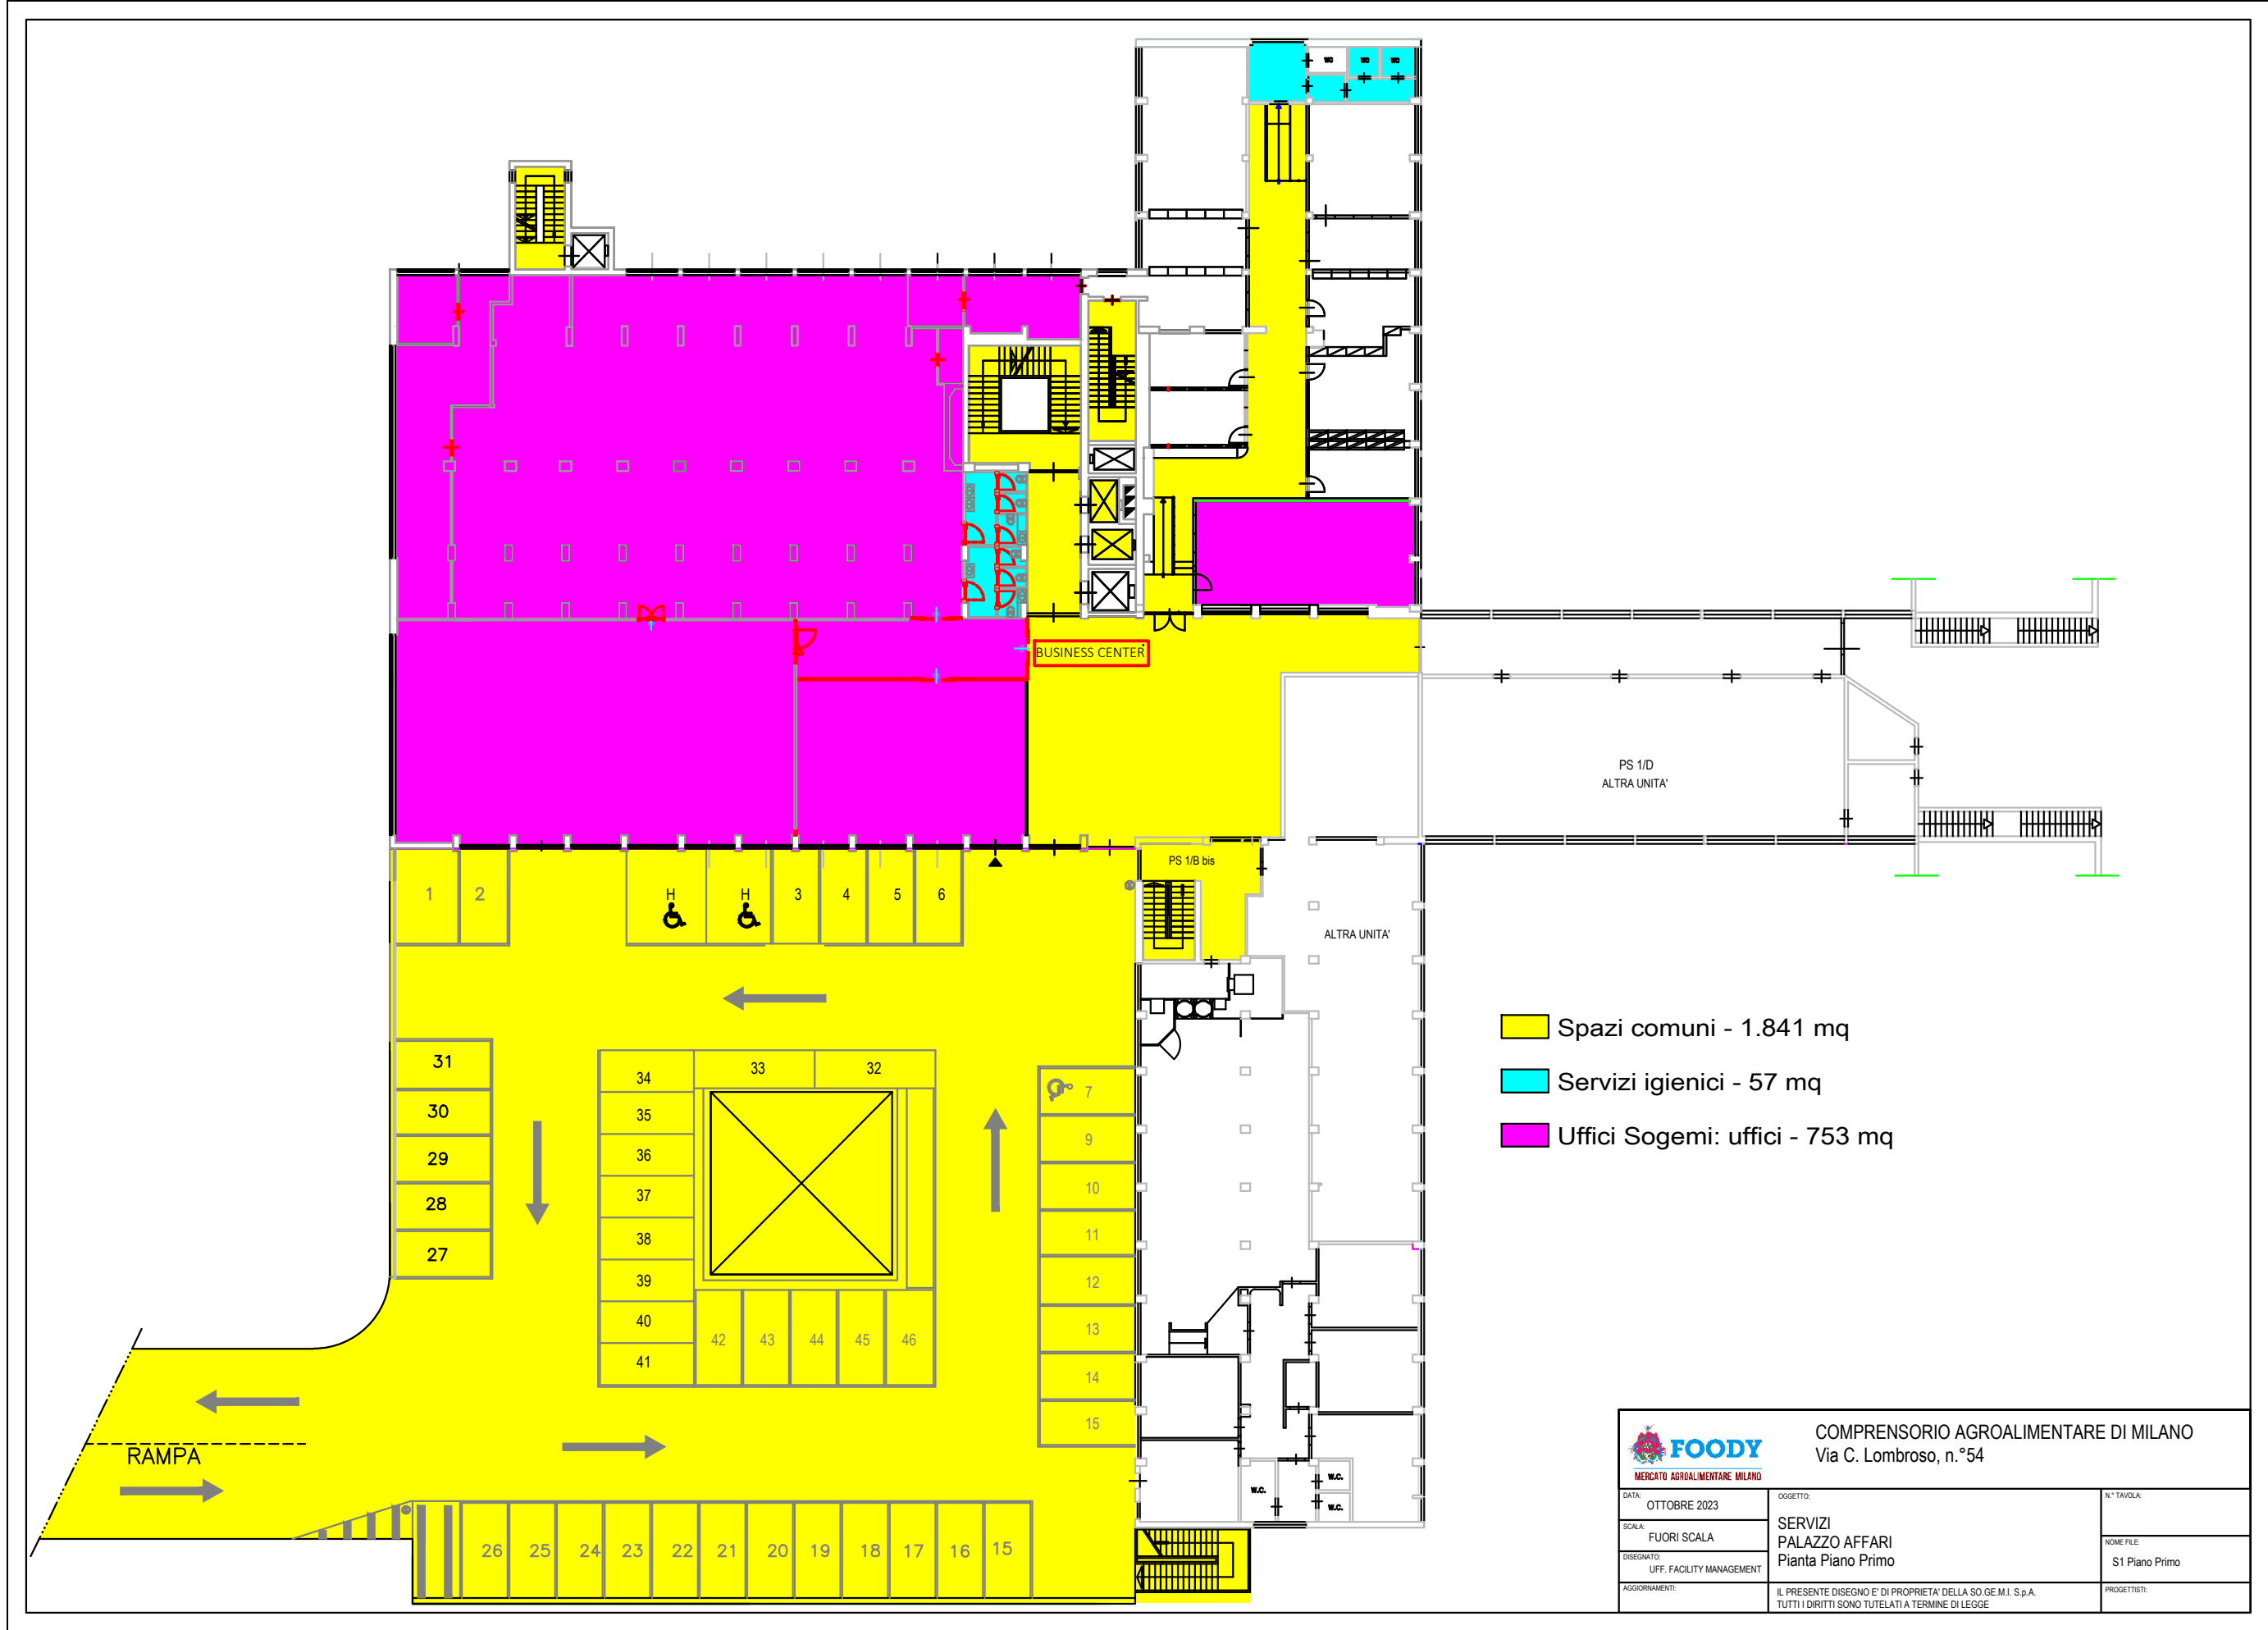 WC
WC
WC
BUSINESS CENTER
PS 1/D
ALTRA UNITA'
PS 1/B bis
1
2
H
H
3
4
5
6
ALTRA UNITA'
Spazi comuni - 1.841 mq
Servizi igienici - 57 mq
Uffici Sogemi: uffici - 753 mq
31
30
29
28
27
34
33
32
35
36
37
38
39
40
41
42
43
44
45
46
7
9
10
11
12
13
14
15
RAMPA
26
25
24
23
22
21
20
19
18
17
16
15
W.C.
W.C.
W.C.
FOODY
MERCATO AGROALIMENTARE MILANO
COMPRENSORIO AGROALIMENTARE DI MILANO
Via C. Lombroso, n.°54
DATA:
OTTOBRE 2023
SCALA:
FUORI SCALA
DISEGNATO:
UFF. FACILITY MANAGEMENT
AGGIORNAMENTI:
OGGETTO:
SERVIZI
PALAZZO AFFARI
Pianta Piano Primo
IL PRESENTE DISEGNO E' DI PROPRIETA' DELLA SO.GE.M.I. S.p.A.
TUTTI I DIRITTI SONO TUTELATI A TERMINE DI LEGGE
N.° TAVOLA:
NOME FILE:
S1 Piano Primo
PROGETTISTI: